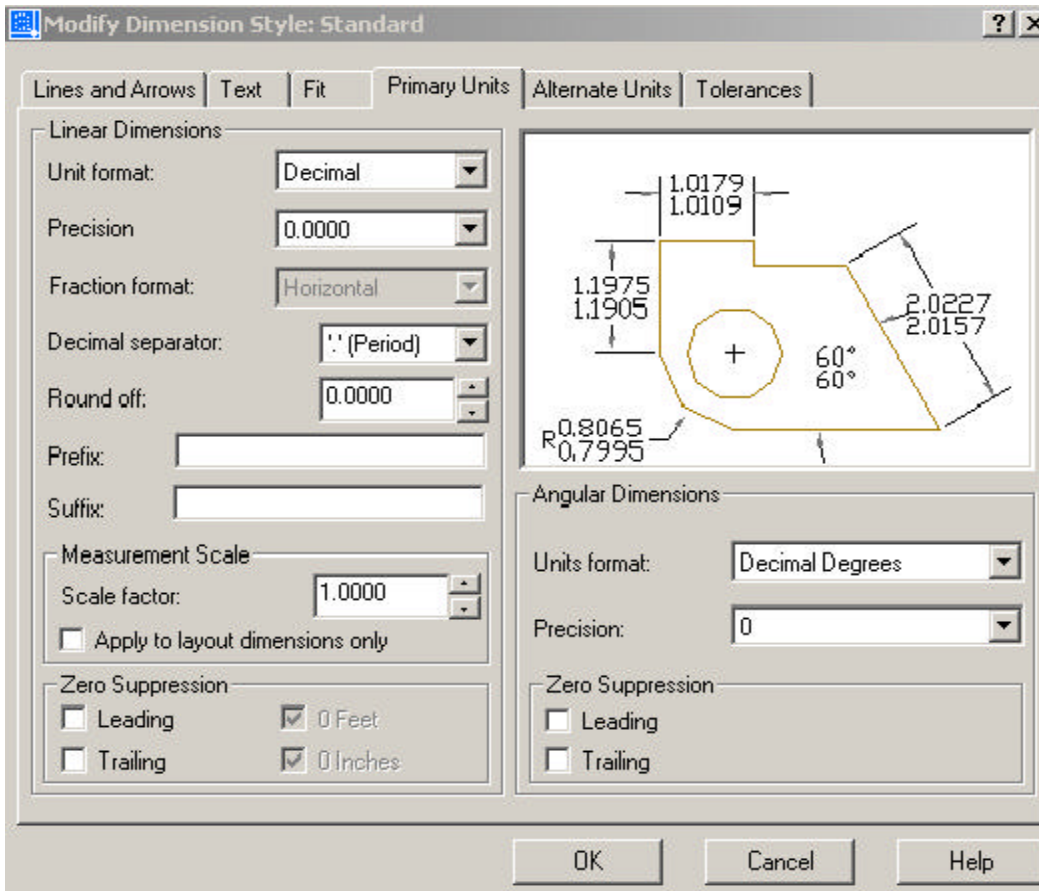 Modify Dimension Style: Standard
Lines and Arrows
Text
Fit
Primary Units
Alternate Units
Tolerances
Linear Dimensions
Unit format:
Decimal
Precision
0.0000
Fraction format:
Horizontal
Decimal separator:
'.' (Period)
Round off:
0.0000
Prefix:
Suffix:
Measurement Scale
Scale factor:
1.0000
Apply to layout dimensions only
Zero Suppression
Leading
0 Feet
Trailing
0 Inches
1.0179
1.0109
1.1975
1.1905
2.0227
2.0157
60°
60°
R0.8065
0.7995
Angular Dimensions
Units format:
Decimal Degrees
Precision:
0
Zero Suppression
Leading
Trailing
OK
Cancel
Help